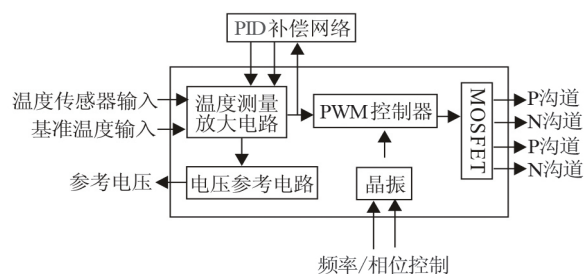 PID补偿网络
温度传感器输入
基准温度输入
温度测量
放大电路
PWM控制器
MOSFET
P沟道
N沟道
P沟道
N沟道
参考电压
电压参考电路
晶振
频率/相位控制